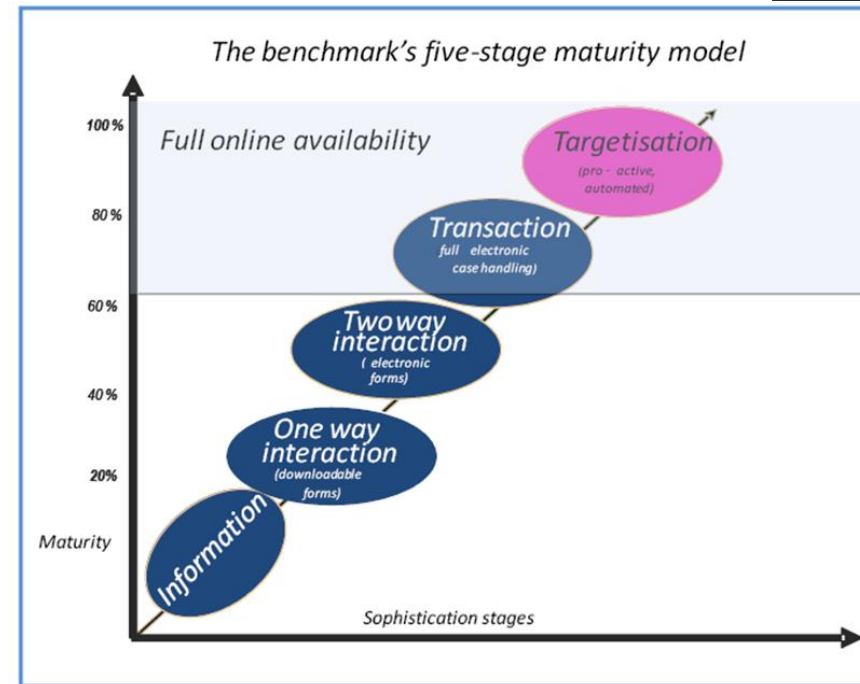 The benchmark's five-stage maturity model
100%
Full online availability
Targetisation
(pro - active,
automated)
80%
Transaction
full electronic
case handling)
60%
Two way
interaction
( electronic
forms)
40%
One way
interaction
(downloadable
forms)
20%
Information
Maturity
Sophistication stages